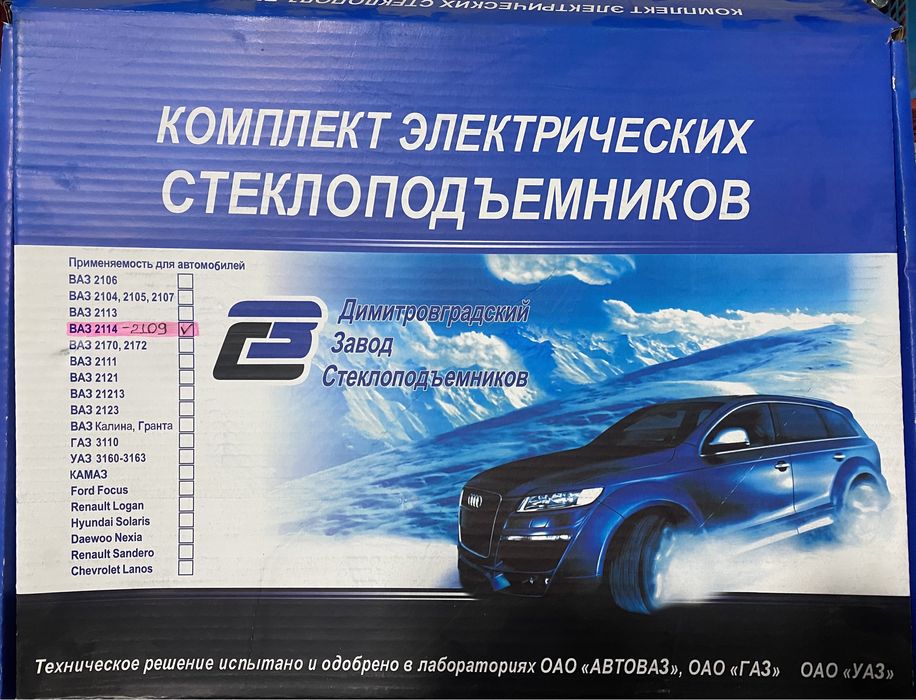 КОМПЛЕКТ ЭЛЕКТРИЧЕСКИХ
КОМПЛЕКТ ЭЛЕКТРИЧЕСКИХ
СТЕКЛОПОДЪЕМНИКОВ
Применяемость для автомобилей
ВАЗ 2106
ВАЗ 2104, 2105, 2107
ВАЗ 2113
ВАЗ 2114 -2109 ✓
ВАЗ 2170, 2172
ВАЗ 2111
ВАЗ 2121
ВАЗ 21213
ВАЗ 2123
ВАЗ Калина, Гранта
ГАЗ 3110
УАЗ 3160-3163
КАМАЗ
Ford Focus
Renault Logan
Hyundai Solaris
Daewoo Nexia
Renault Sandero
Chevrolet Lanos
Димитровградский
Завод
Стеклоподъемников
Техническое решение испытано и одобрено в лабораториях ОАО «АВТОВАЗ», ОАО «ГАЗ» ОАО «УАЗ»